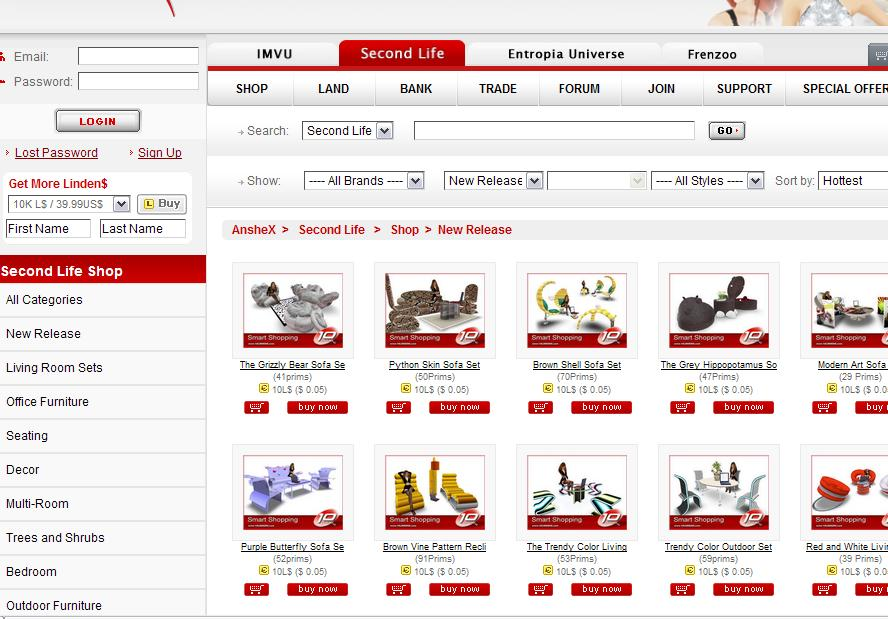 IMVU Second Life Entropia Universe Frenzoo
Email:
Password:
LOGIN
Lost Password Sign Up
Get More Linden$
10K L$ / 39.99US$ Buy
First Name Last Name
SHOP LAND BANK TRADE FORUM JOIN SUPPORT SPECIAL OFFER
Search: Second Life GO
Show: ---- All Brands ---- New Release ---- All Styles ---- Sort by: Hottest
AnsheX > Second Life > Shop > New Release
Second Life Shop
All Categories
New Release
Living Room Sets
Office Furniture
Seating
Decor
Multi-Room
Trees and Shrubs
Bedroom
Outdoor Furniture
Smart Shopping Smart Shopping Smart Shopping Smart Shopping
The Grizzly Bear Sofa Se Python Skin Sofa Set Brown Shell Sofa Set The Grey Hippopotamus So Modern Art Sofa
(41prims) (50Prims) (70Prims) (47Prims) (29 Prims)
10L$ ($ 0.05) 10L$ ($ 0.05) 10L$ ($ 0.05) 10L$ ($ 0.05) 10L$ ($ 0.0
buy now buy now buy now buy now buy
Smart Shopping Smart Shopping Smart Shopping Smart Shopping Smart Shopping
Purple Butterfly Sofa Se Brown Vine Pattern Recli The Trendy Color Living Trendy Color Outdoor Set Red and White Livin
(52prims) (91Prims) (53Prims) (59prims) (39 Prims)
10L$ ($ 0.05) 10L$ ($ 0.05) 10L$ ($ 0.05) 10L$ ($ 0.05) 10L$ ($ 0.0
buy now buy now buy now buy now buy